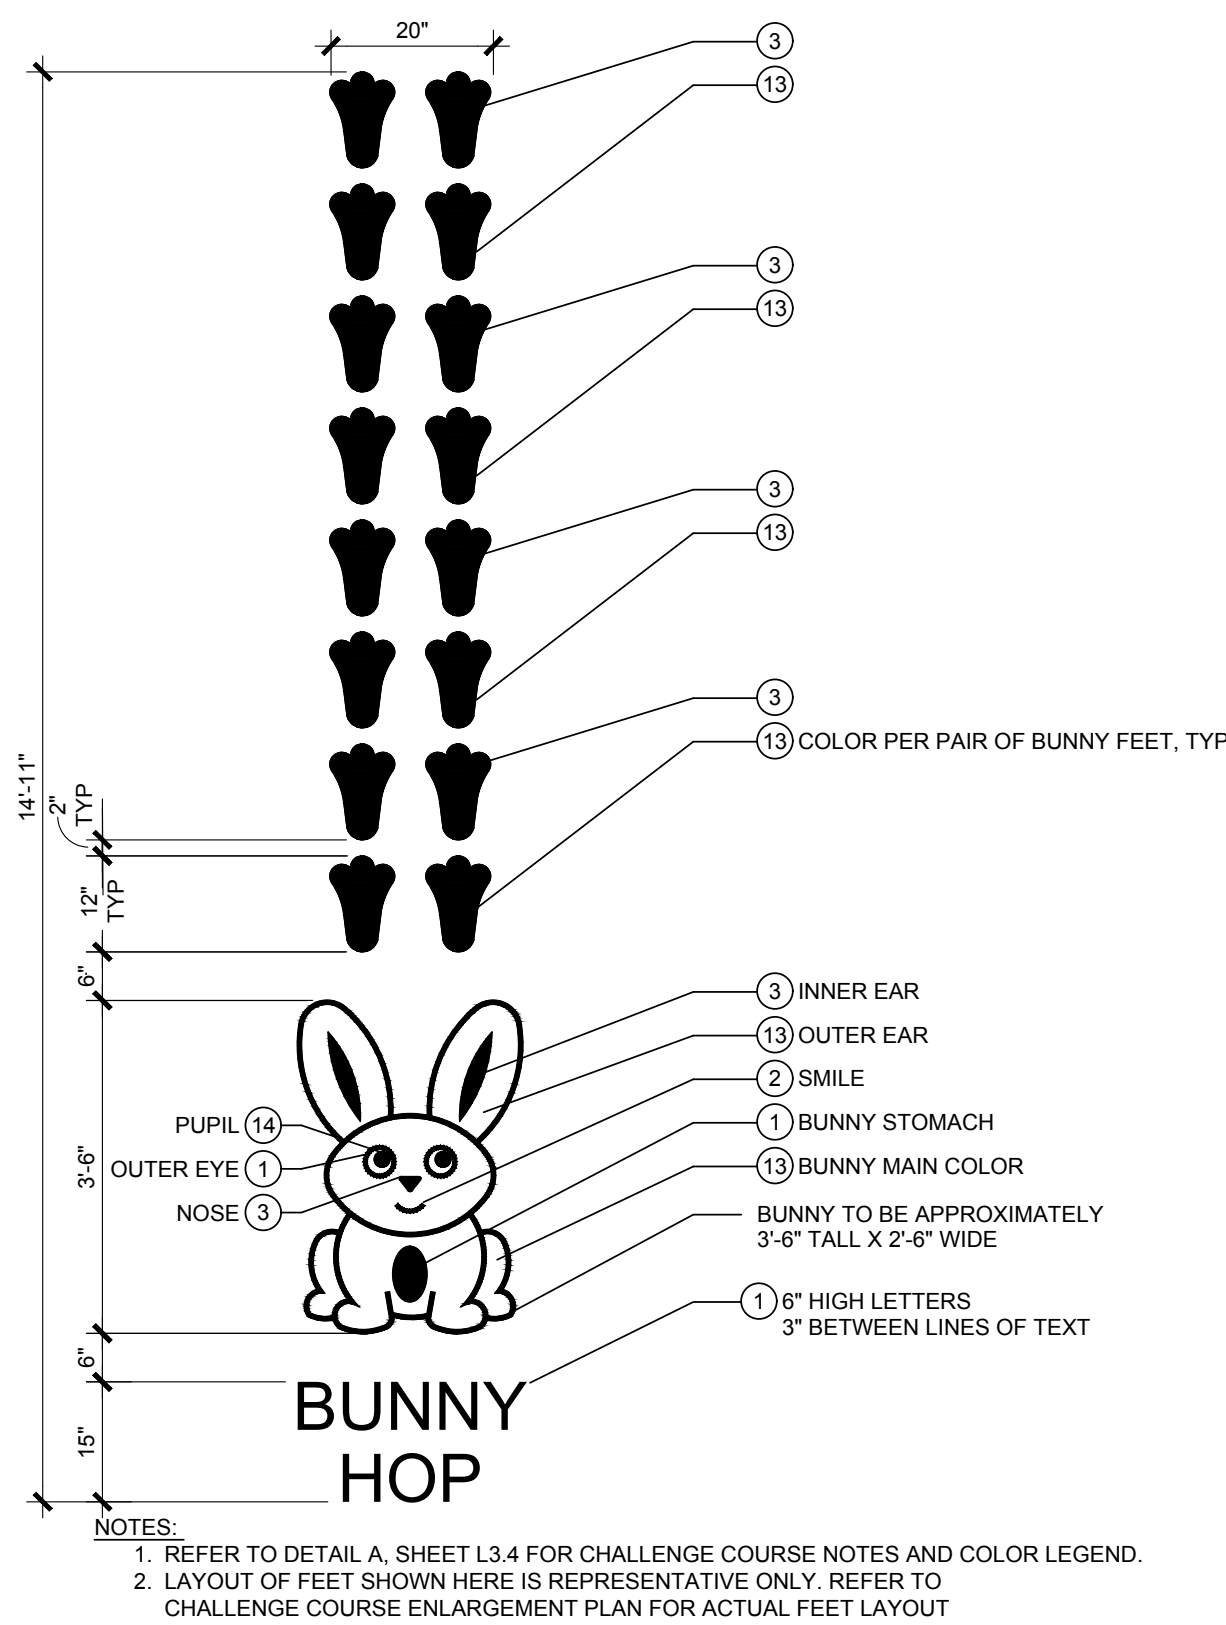 20"
3
13
3
13
3
13
3
13 COLOR PER PAIR OF BUNNY FEET, TYP
14'-11"
2"
TYP
12"
TYP
6"
3 INNER EAR
13 OUTER EAR
2 SMILE
PUPIL 14
1 BUNNY STOMACH
OUTER EYE 1
13 BUNNY MAIN COLOR
3'-6"
NOSE 3
BUNNY TO BE APPROXIMATELY
3'-6" TALL X 2'-6" WIDE
1 6" HIGH LETTERS
3" BETWEEN LINES OF TEXT
6"
15"
BUNNY
HOP
NOTES:
1. REFER TO DETAIL A, SHEET L3.4 FOR CHALLENGE COURSE NOTES AND COLOR LEGEND.
2. LAYOUT OF FEET SHOWN HERE IS REPRESENTATIVE ONLY. REFER TO
CHALLENGE COURSE ENLARGEMENT PLAN FOR ACTUAL FEET LAYOUT